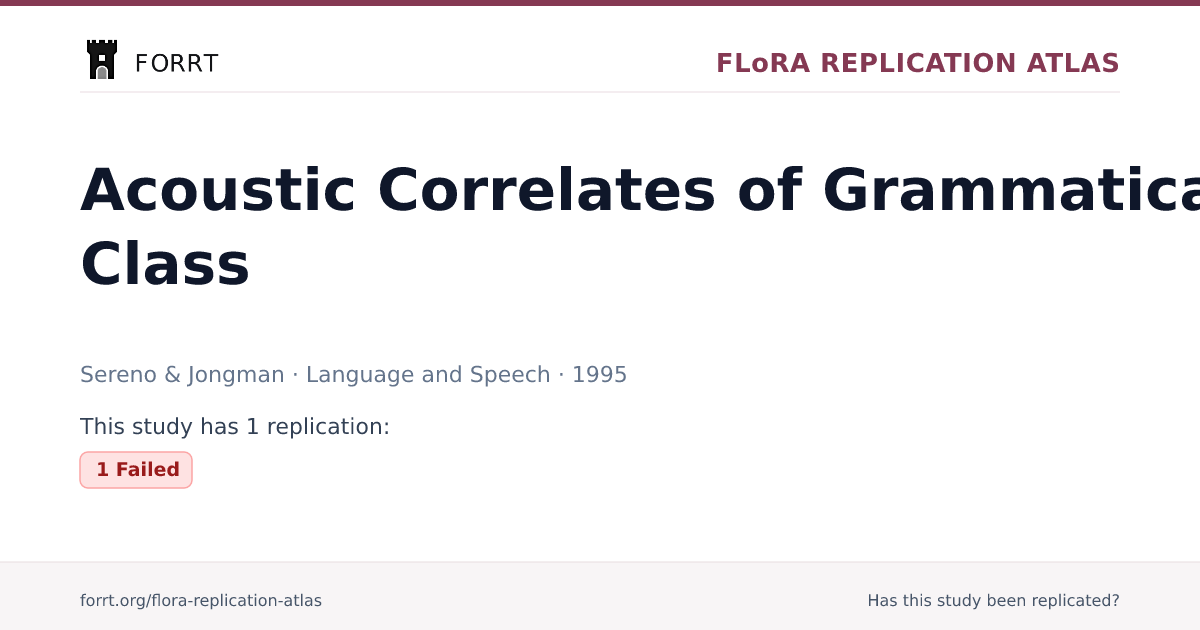 FORRT
FLoRA REPLICATION ATLAS
Acoustic Correlates of Grammatica
Class
Sereno & Jongman · Language and Speech · 1995
This study has 1 replication:
1 Failed
forrt.org/flora-replication-atlas
Has this study been replicated?